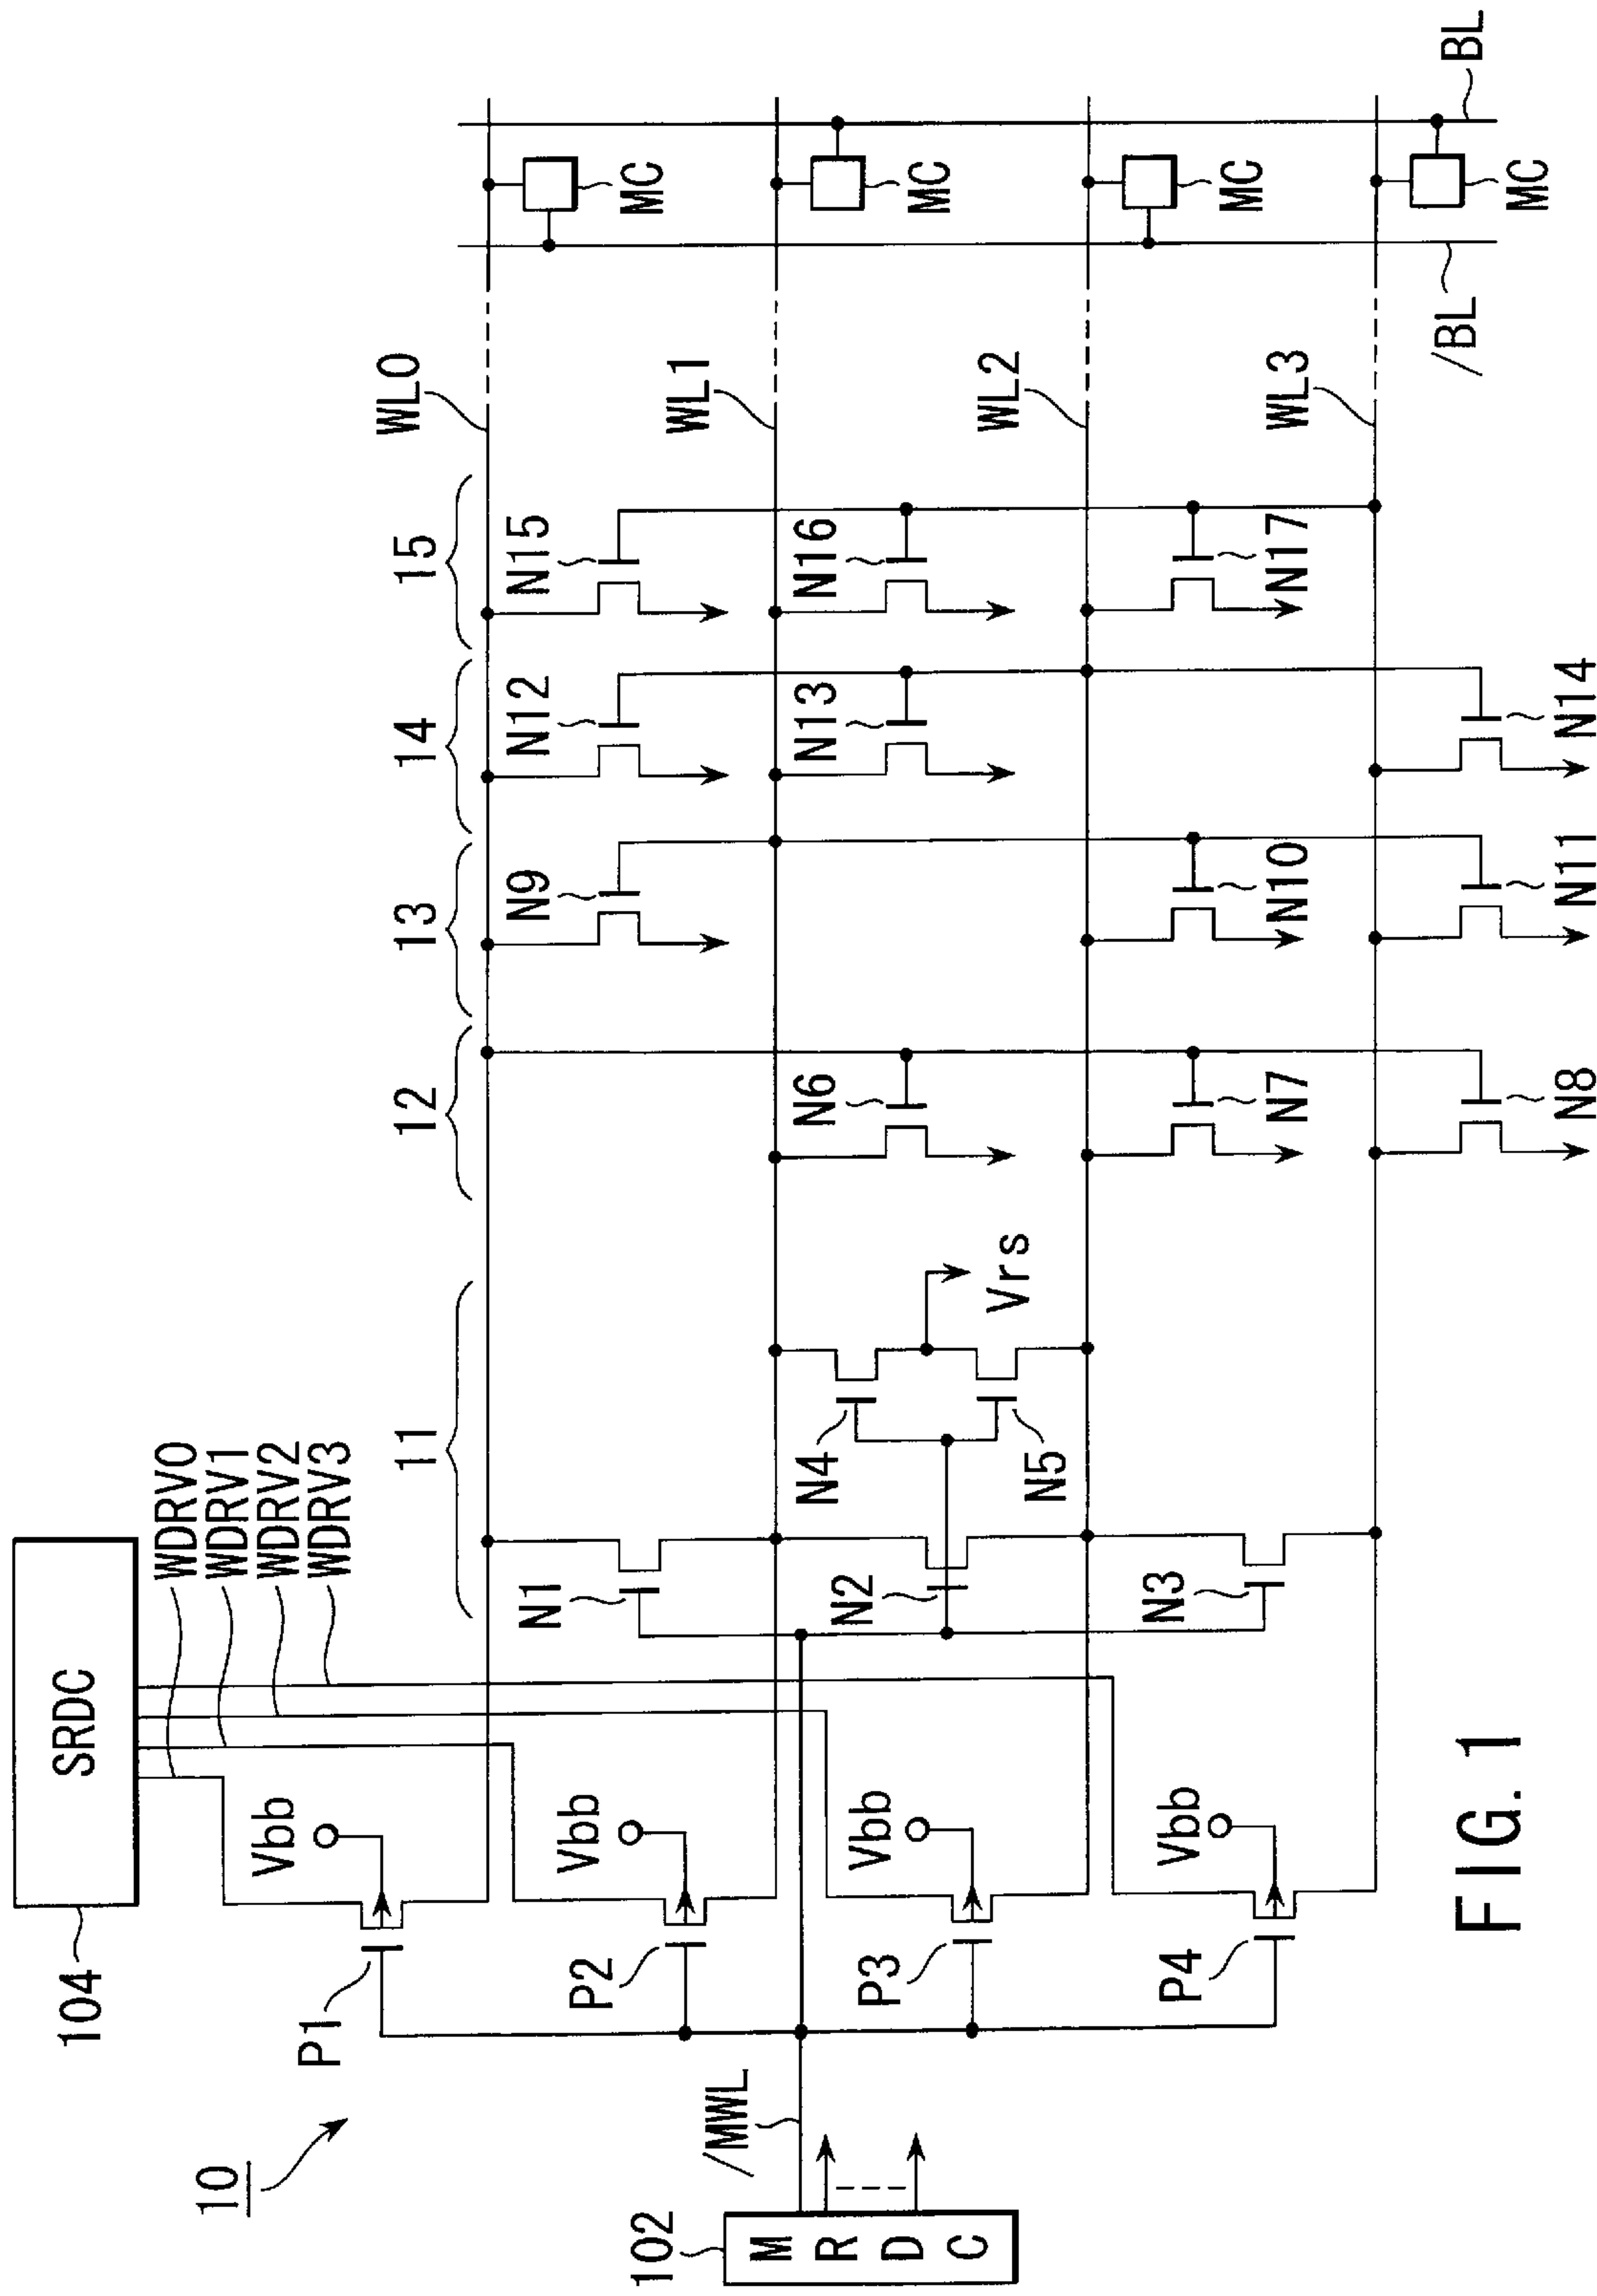 10
104
SRDC
WDRV0
WDRV1
WDRV2
WDRV3
11
12
13
14
15
P1
Vbb
WL0
N1
N9
N12
N15
MC
102
MRDC
/MWL
P2
Vbb
WL1
N2
N4
Vrs
N6
N13
N16
MC
P3
Vbb
WL2
N3
N5
N7
N10
N17
MC
P4
Vbb
WL3
N8
N11
N14
MC
/BL
BL
FIG. 1